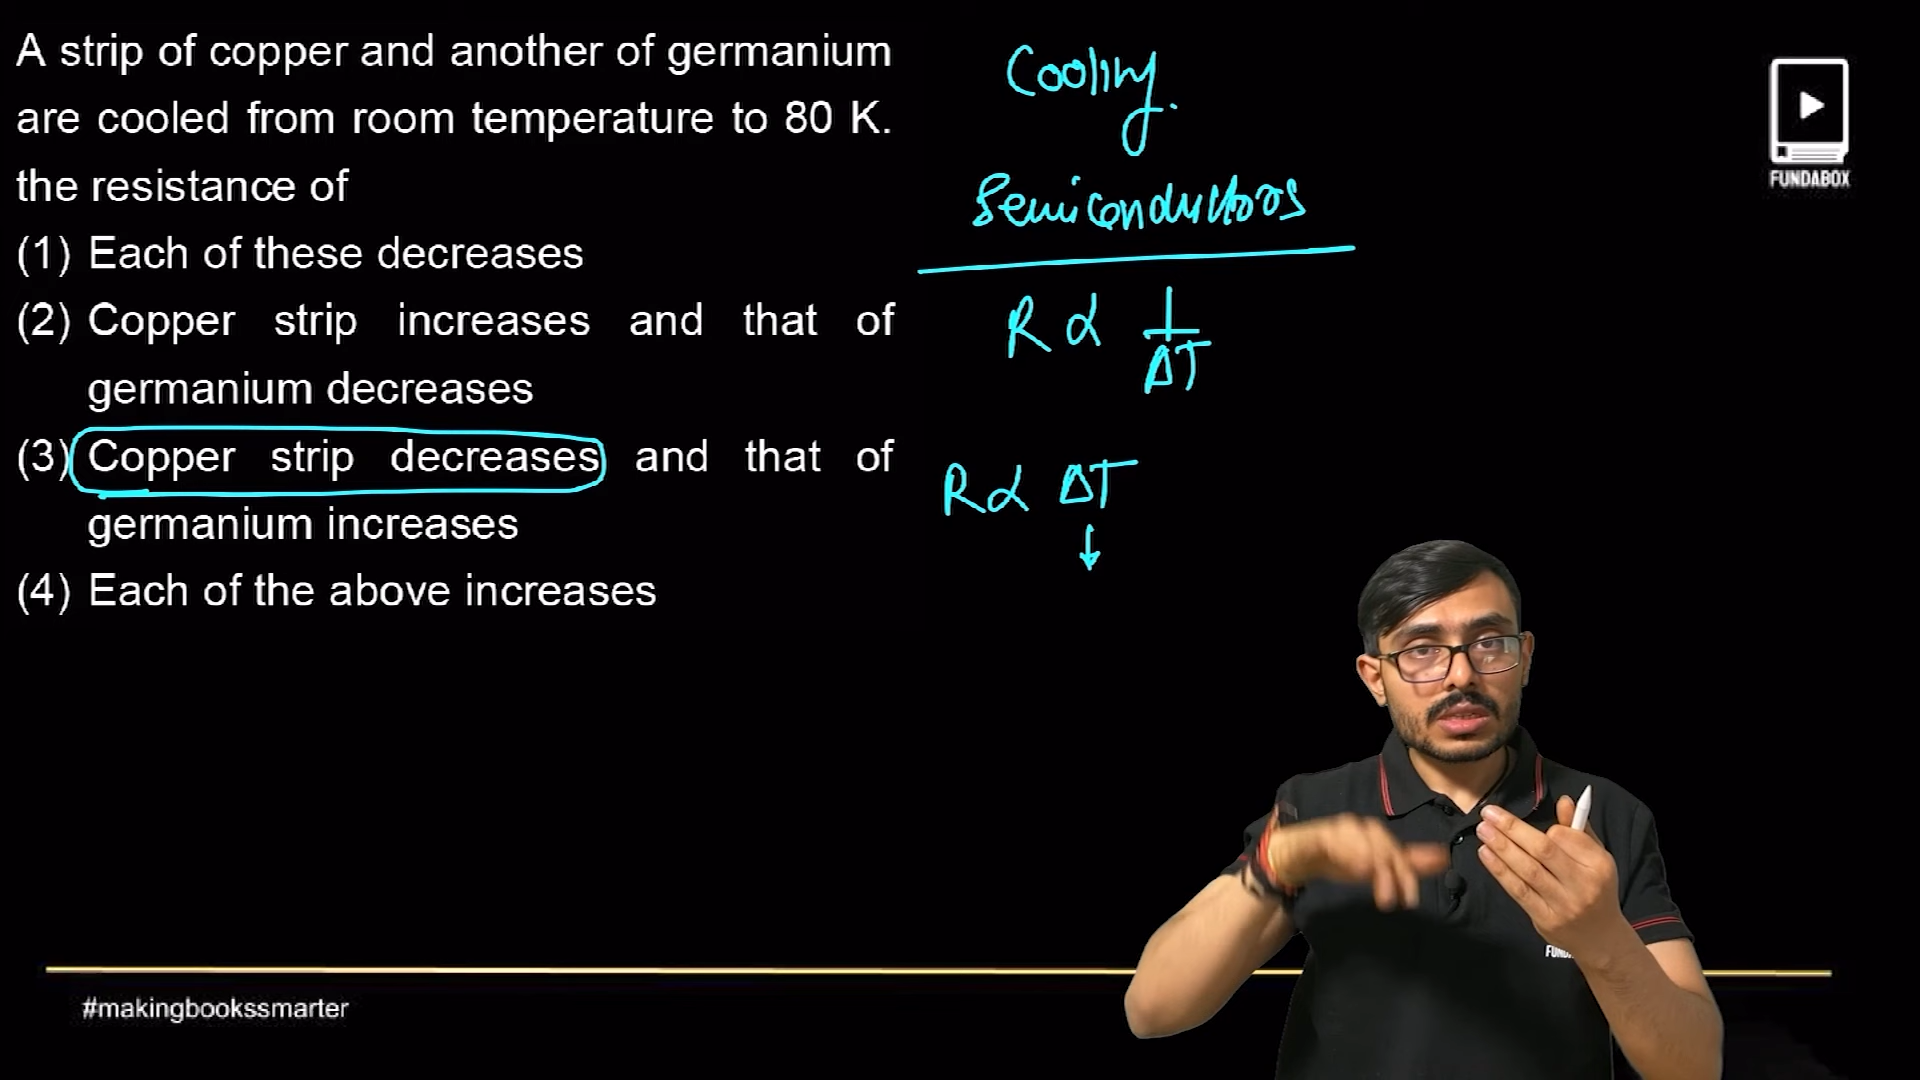 A strip of copper and another of germanium
are cooled from room temperature to 80 K.
the resistance of
(1) Each of these decreases
(2) Copper strip increases and that of
germanium decreases
(3) Copper strip decreases and that of
germanium increases
(4) Each of the above increases
Cooling.
Semiconductors
R ∝ 1/ΔT
R ∝ ΔT
↓
FUNDABOX
#makingbookssmarter